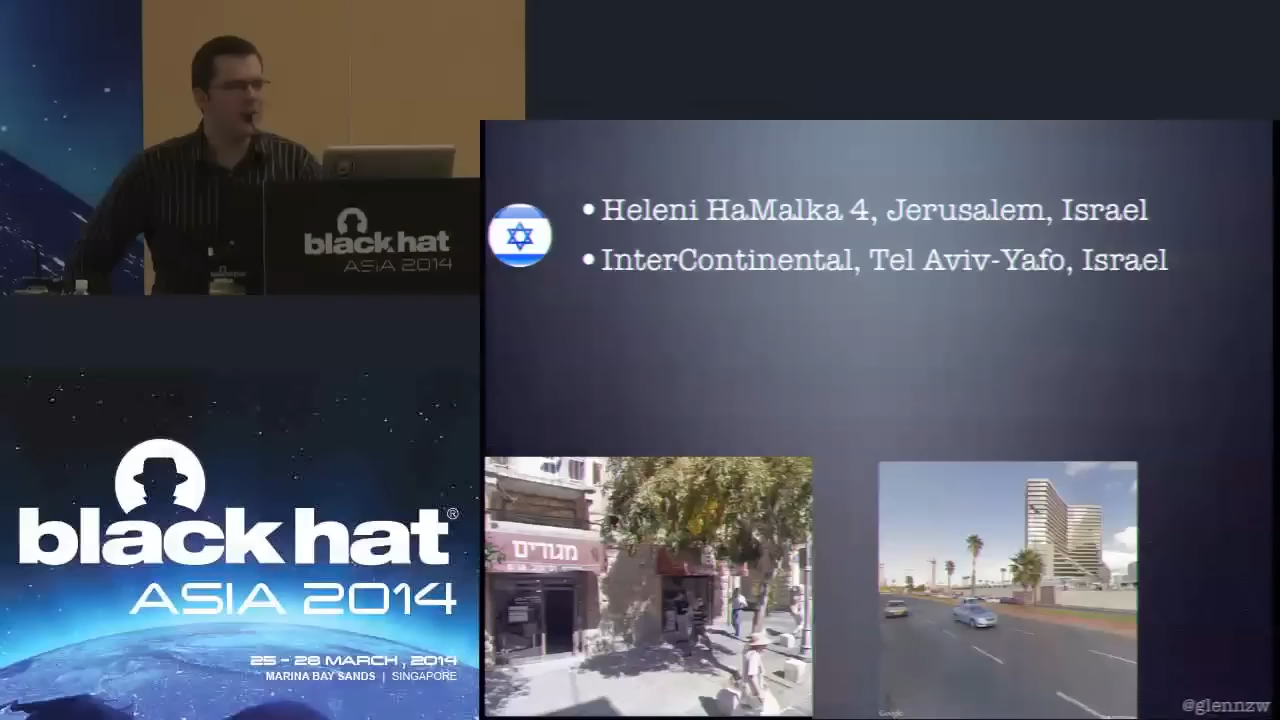 black hat
ASIA 2014
• Heleni HaMalka 4, Jerusalem, Israel
• InterContinental, Tel Aviv-Yafo, Israel
black hat®
ASIA 2014
25 - 28 MARCH, 2014
MARINA BAY SANDS | SINGAPORE
מגורים
Google
@glennzw